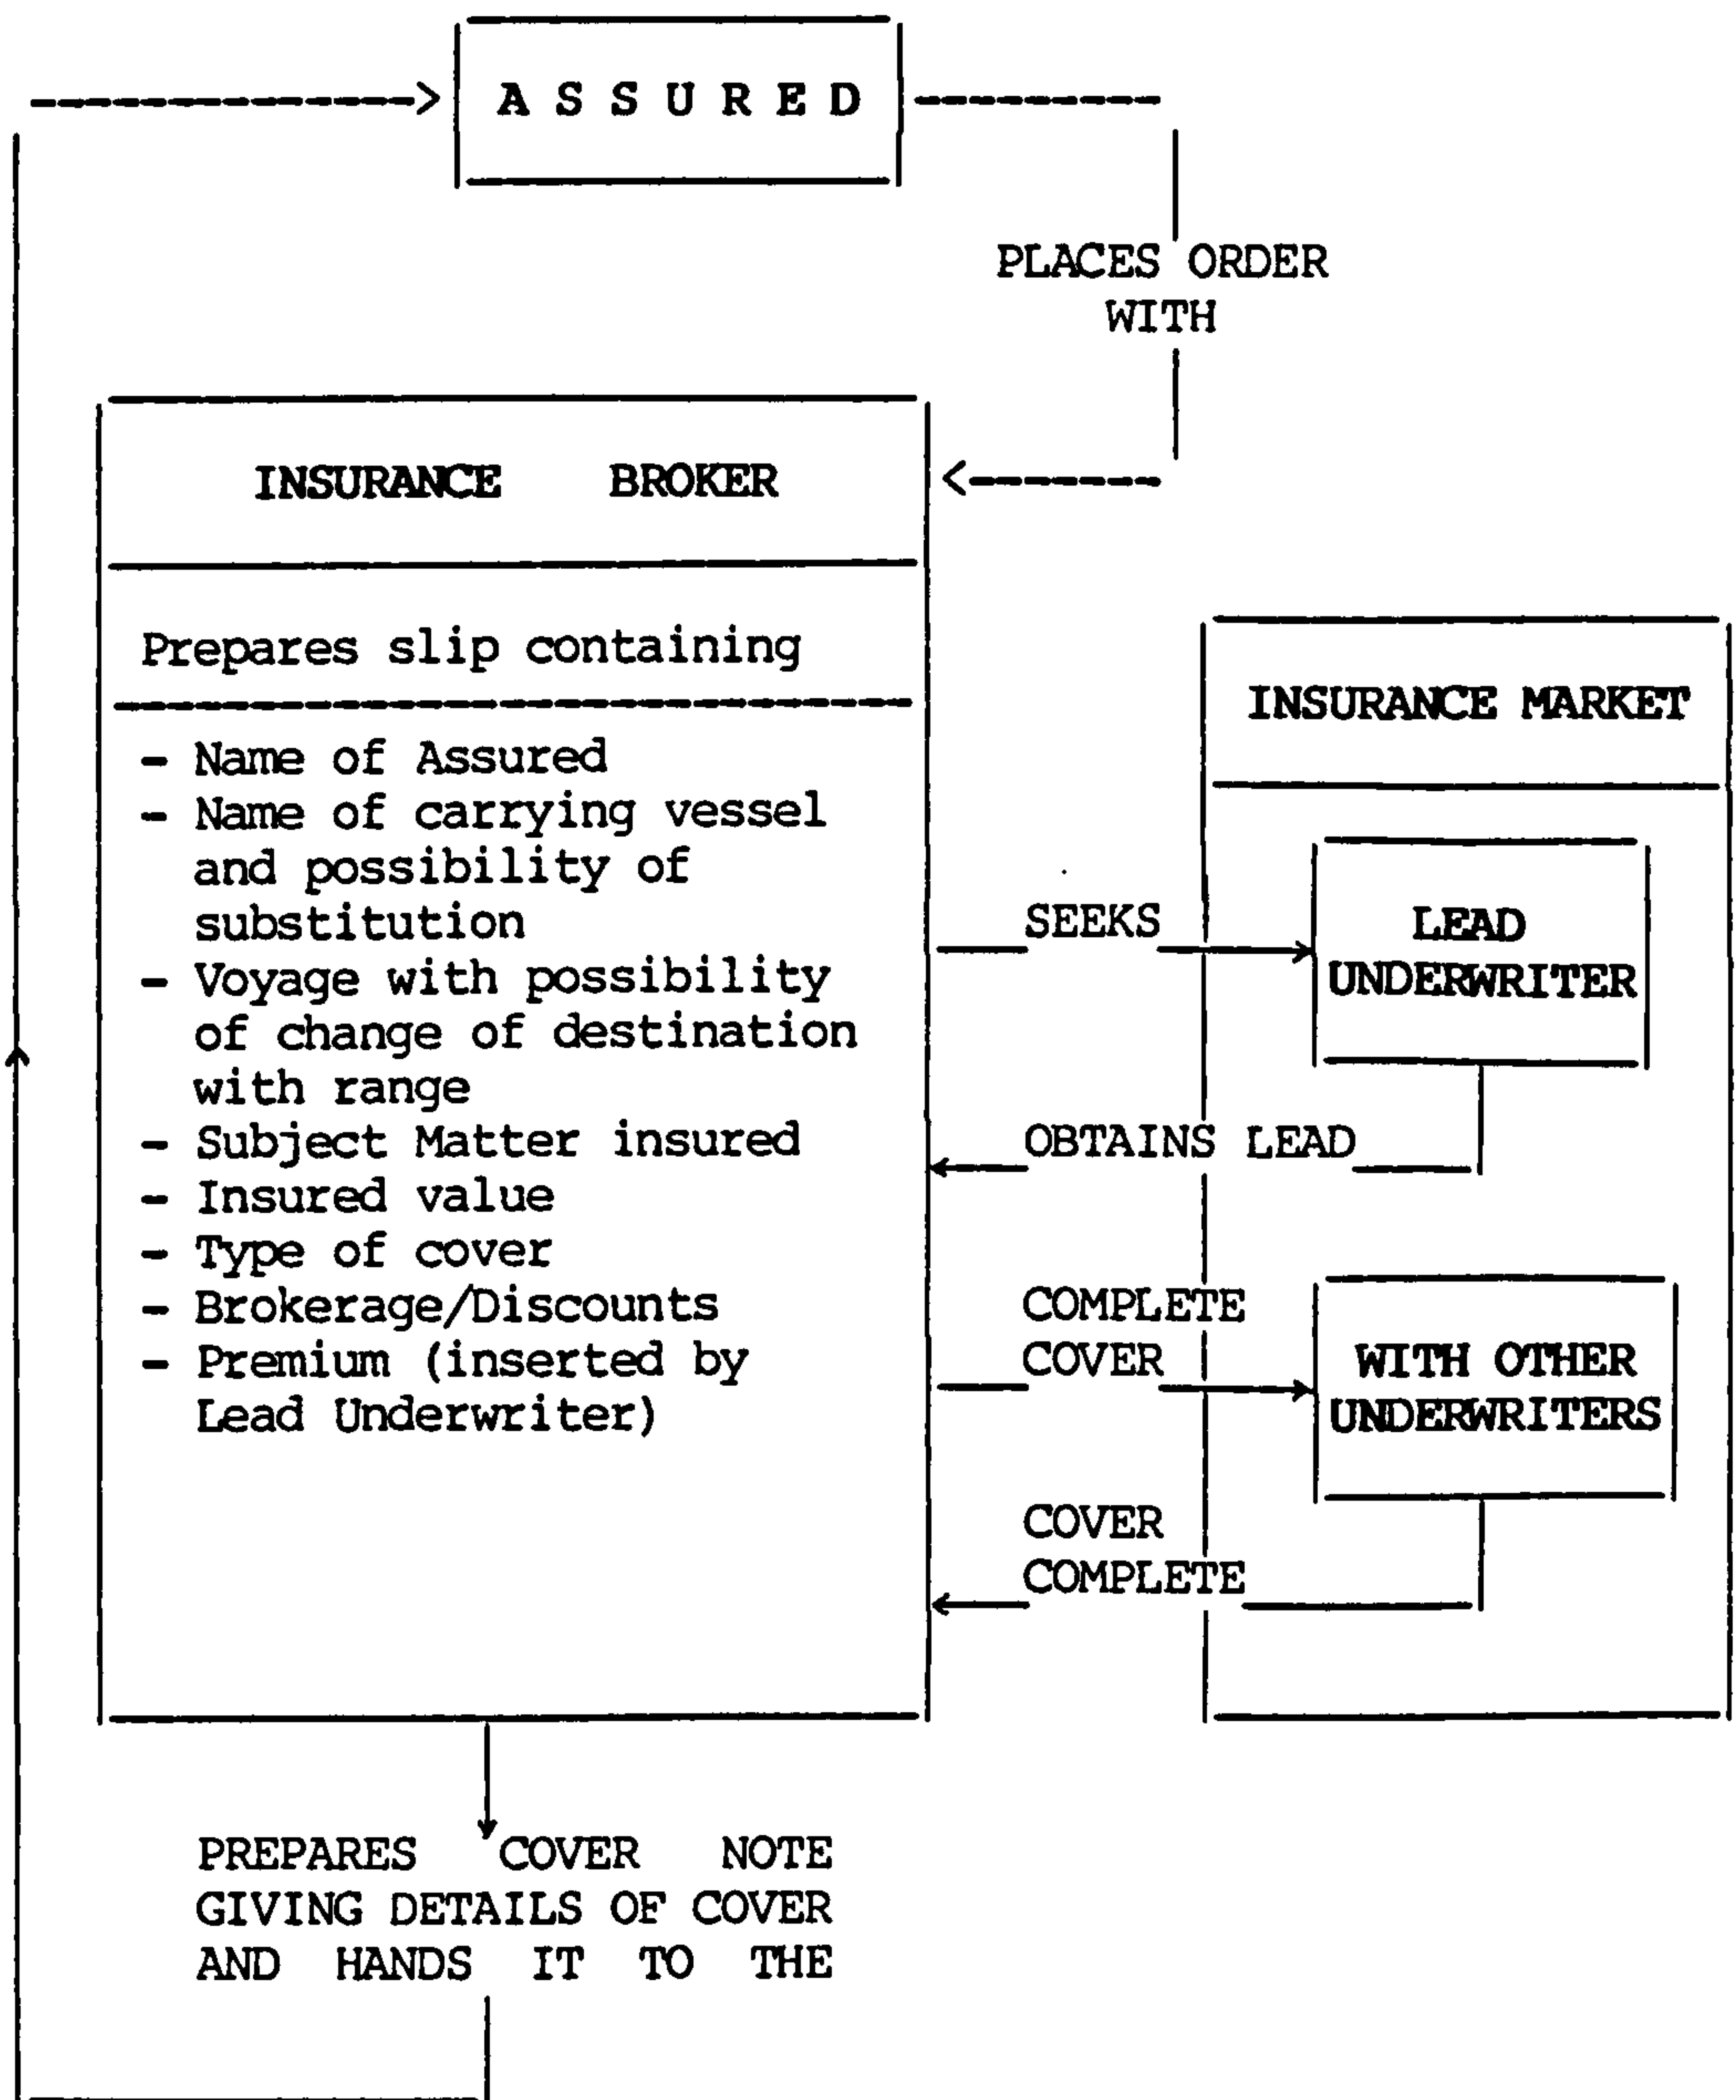 A S S U R E D
PLACES ORDER
WITH
INSURANCE BROKER
Prepares slip containing
- Name of Assured
- Name of carrying vessel
and possibility of
substitution
- Voyage with possibility
of change of destination
with range
- Subject Matter insured
- Insured value
- Type of cover
- Brokerage/Discounts
- Premium (inserted by
Lead Underwriter)
INSURANCE MARKET
SEEKS
LEAD
UNDERWRITER
OBTAINS LEAD
COMPLETE
COVER
WITH OTHER
UNDERWRITERS
COVER
COMPLETE
PREPARES COVER NOTE
GIVING DETAILS OF COVER
AND HANDS IT TO THE